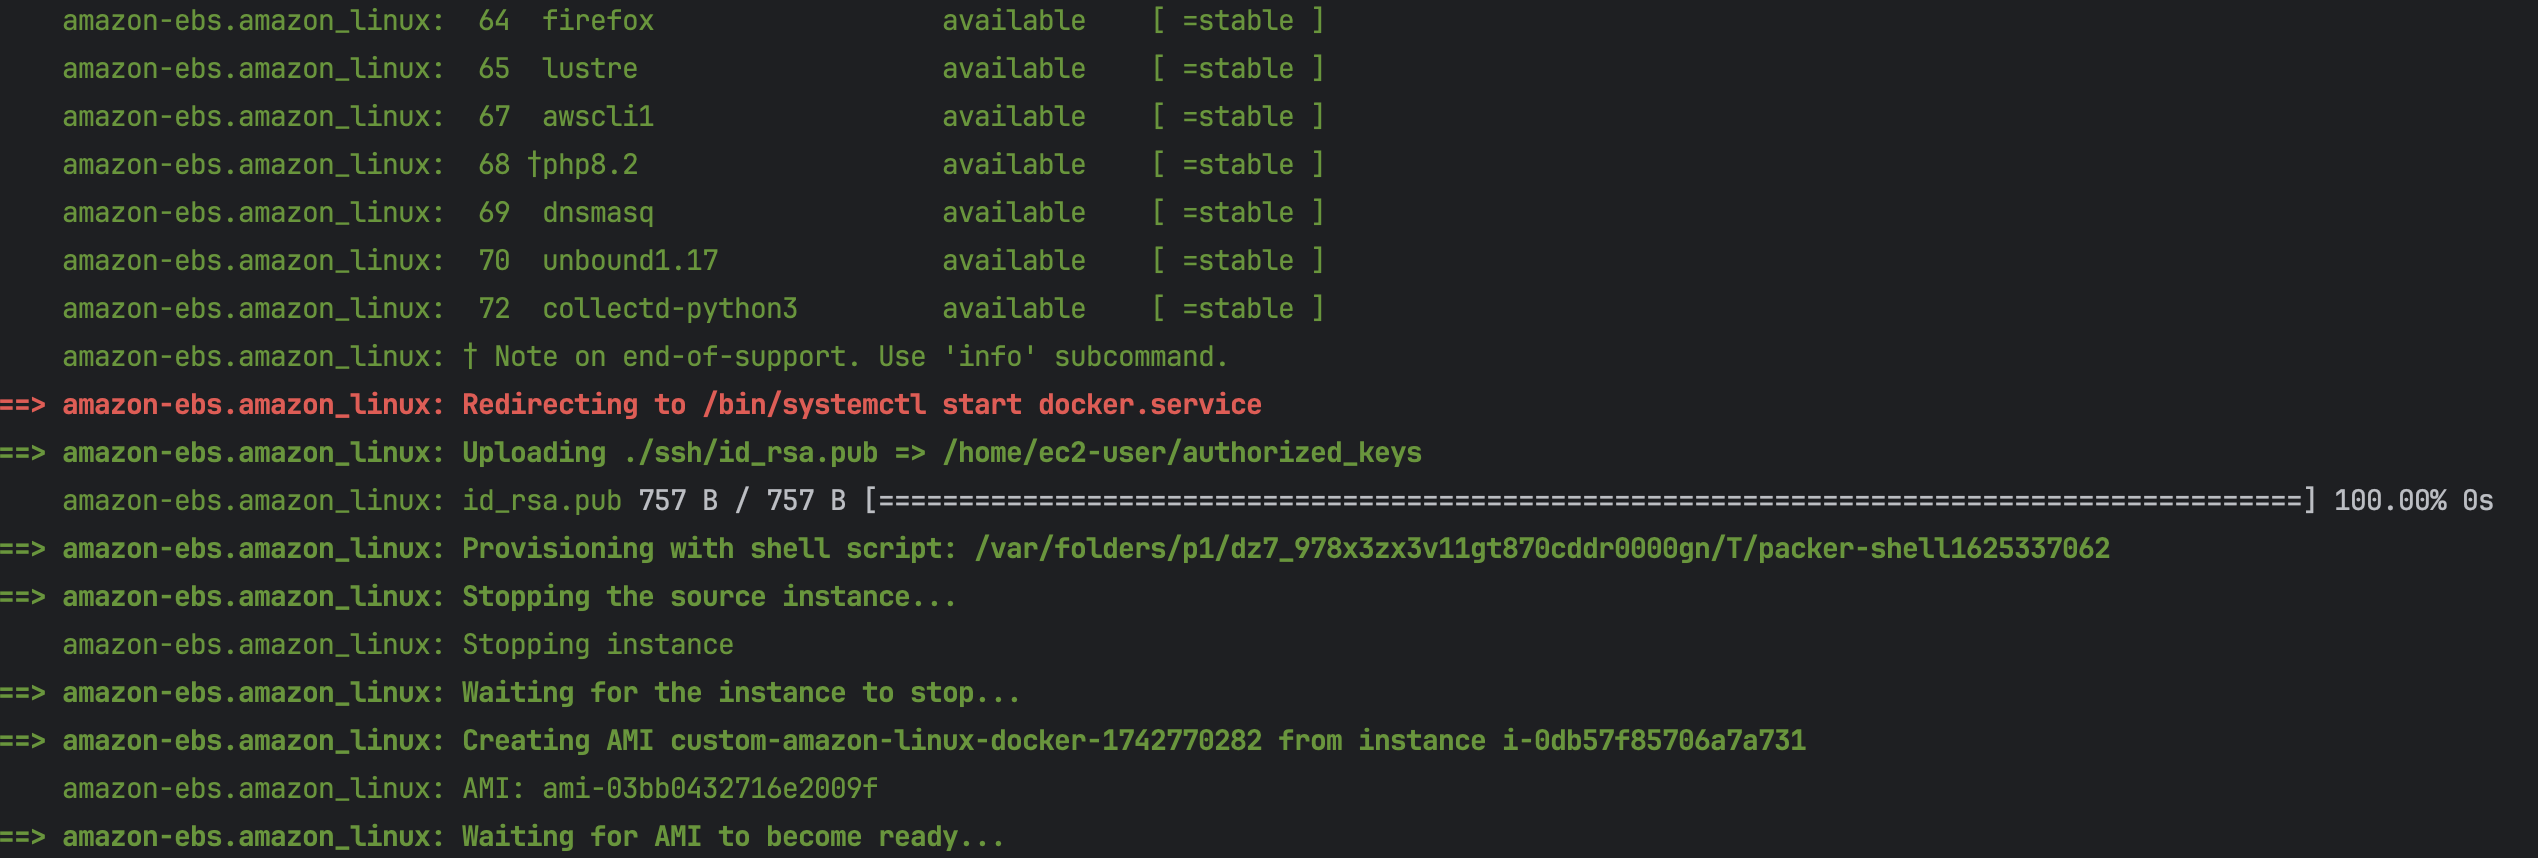 amazon-ebs.amazon_linux:  64  firefox                  available    [ =stable ]
amazon-ebs.amazon_linux:  65  lustre                   available    [ =stable ]
amazon-ebs.amazon_linux:  67  awscli1                  available    [ =stable ]
amazon-ebs.amazon_linux:  68 †php8.2                   available    [ =stable ]
amazon-ebs.amazon_linux:  69  dnsmasq                  available    [ =stable ]
amazon-ebs.amazon_linux:  70  unbound1.17              available    [ =stable ]
amazon-ebs.amazon_linux:  72  collectd-python3         available    [ =stable ]
amazon-ebs.amazon_linux: † Note on end-of-support. Use 'info' subcommand.
==> amazon-ebs.amazon_linux: Redirecting to /bin/systemctl start docker.service
==> amazon-ebs.amazon_linux: Uploading ./ssh/id_rsa.pub => /home/ec2-user/authorized_keys
amazon-ebs.amazon_linux: id_rsa.pub 757 B / 757 B [=========================================================================================] 100.00% 0s
==> amazon-ebs.amazon_linux: Provisioning with shell script: /var/folders/p1/dz7_978x3zx3v11gt870cddr0000gn/T/packer-shell1625337062
==> amazon-ebs.amazon_linux: Stopping the source instance...
amazon-ebs.amazon_linux: Stopping instance
==> amazon-ebs.amazon_linux: Waiting for the instance to stop...
==> amazon-ebs.amazon_linux: Creating AMI custom-amazon-linux-docker-1742770282 from instance i-0db57f85706a7a731
amazon-ebs.amazon_linux: AMI: ami-03bb0432716e2009f
==> amazon-ebs.amazon_linux: Waiting for AMI to become ready...